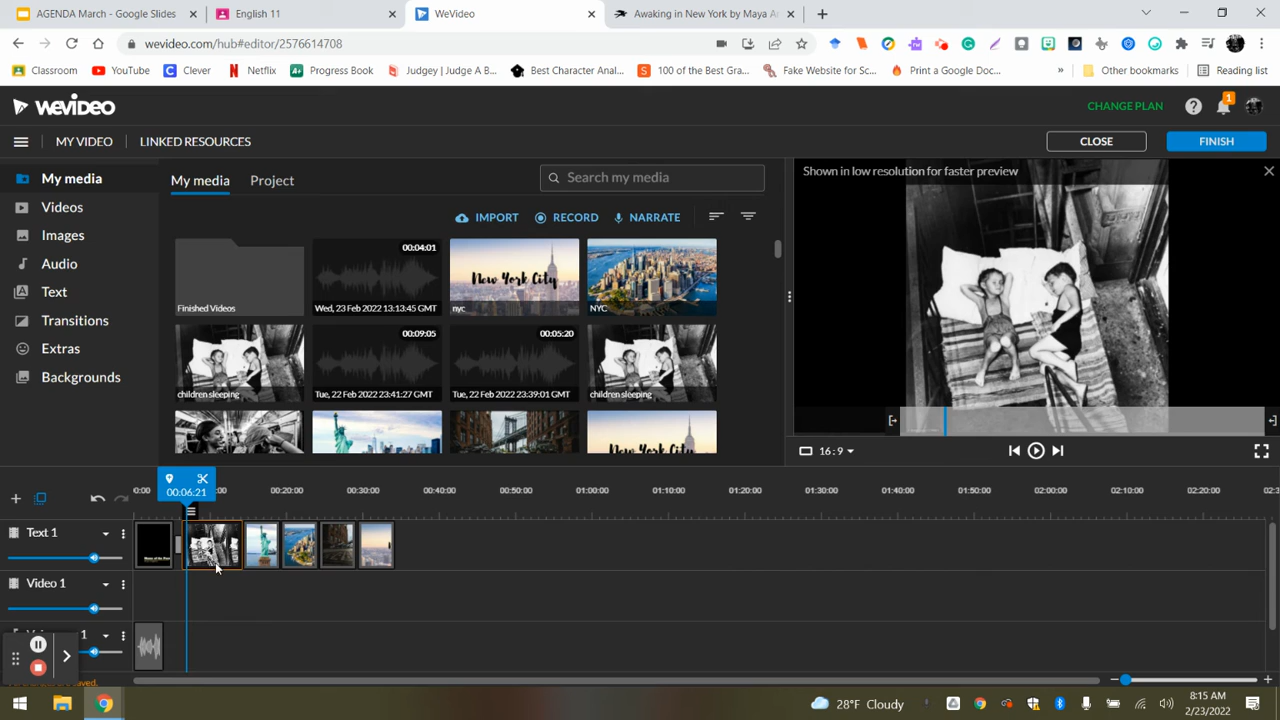 AGENDA March - Google Slides
English 11
WeVideo
Awaking in New York by Maya A
wevideo.com/hub#editor/2576614708
Classroom
YouTube
Clever
Netflix
Progress Book
Judgey | Judge A B...
Best Character Anal...
100 of the Best Gra...
Fake Website for Sc...
Print a Google Doc...
»
Other bookmarks
Reading list
WEVIDEO
CHANGE PLAN
1
MY VIDEO
LINKED RESOURCES
CLOSE
FINISH
My media
Videos
Images
Audio
Text
Transitions
Extras
Backgrounds
My media
Project
Search my media
IMPORT
RECORD
NARRATE
Finished Videos
00:04:01
Wed, 23 Feb 2022 13:13:45 GMT
New York City
nyc
NYC
children sleeping
00:09:05
Tue, 22 Feb 2022 23:41:27 GMT
00:05:20
Tue, 22 Feb 2022 23:39:01 GMT
children sleeping
New York City
Shown in low resolution for faster preview
16:9
00:06:21
0:00
00:20:00
00:30:00
00:40:00
00:50:00
01:00:00
01:10:00
01:20:00
01:30:00
01:40:00
01:50:00
02:00:00
02:10:00
02:20
Text 1
Video 1
1
28°F Cloudy
8:15 AM
2/23/2022